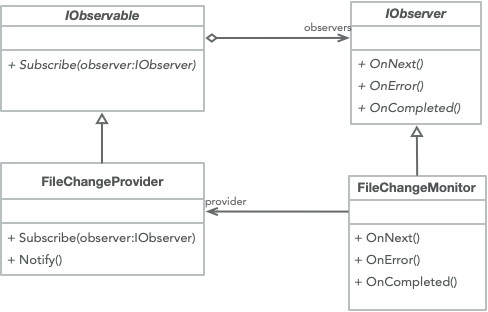 IObservable
+ Subscribe(observer:IObserver)
observers
IObserver
+ OnNext()
+ OnError()
+ OnCompleted()
FileChangeProvider
+ Subscribe(observer:IObserver)
+ Notify()
provider
FileChangeMonitor
+ OnNext()
+ OnError()
+ OnCompleted()